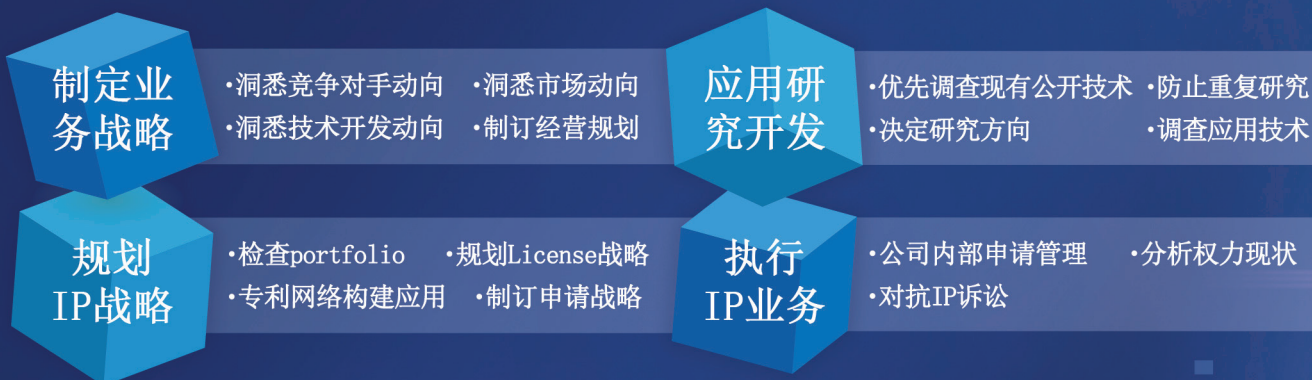 制定业
务战略
·洞悉竞争对手动向 ·洞悉市场动向
·洞悉技术开发动向 ·制订经营规划
应用研
究开发
·优先调查现有公开技术 ·防止重复研究
·决定研究方向 ·调查应用技术
规划
IP战略
·检查portfolio ·规划License战略
·专利网络构建应用 ·制订申请战略
执行
IP业务
·公司内部申请管理 ·分析权力现状
·对抗IP诉讼